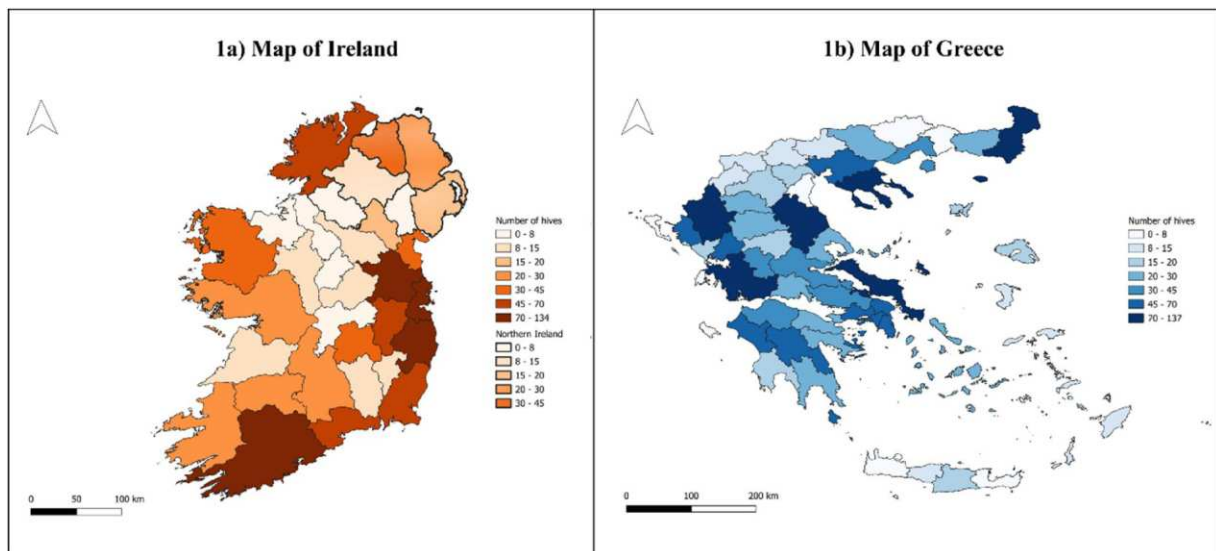 1a) Map of Ireland
Number of hives
0 - 8
8 - 15
15 - 20
20 - 30
30 - 45
45 - 70
70 - 134
Northern Ireland
0 - 8
8 - 15
15 - 20
20 - 30
30 - 45
0 50 100 km
1b) Map of Greece
Number of hives
0 - 8
8 - 15
15 - 20
20 - 30
30 - 45
45 - 70
70 - 137
0 100 200 km